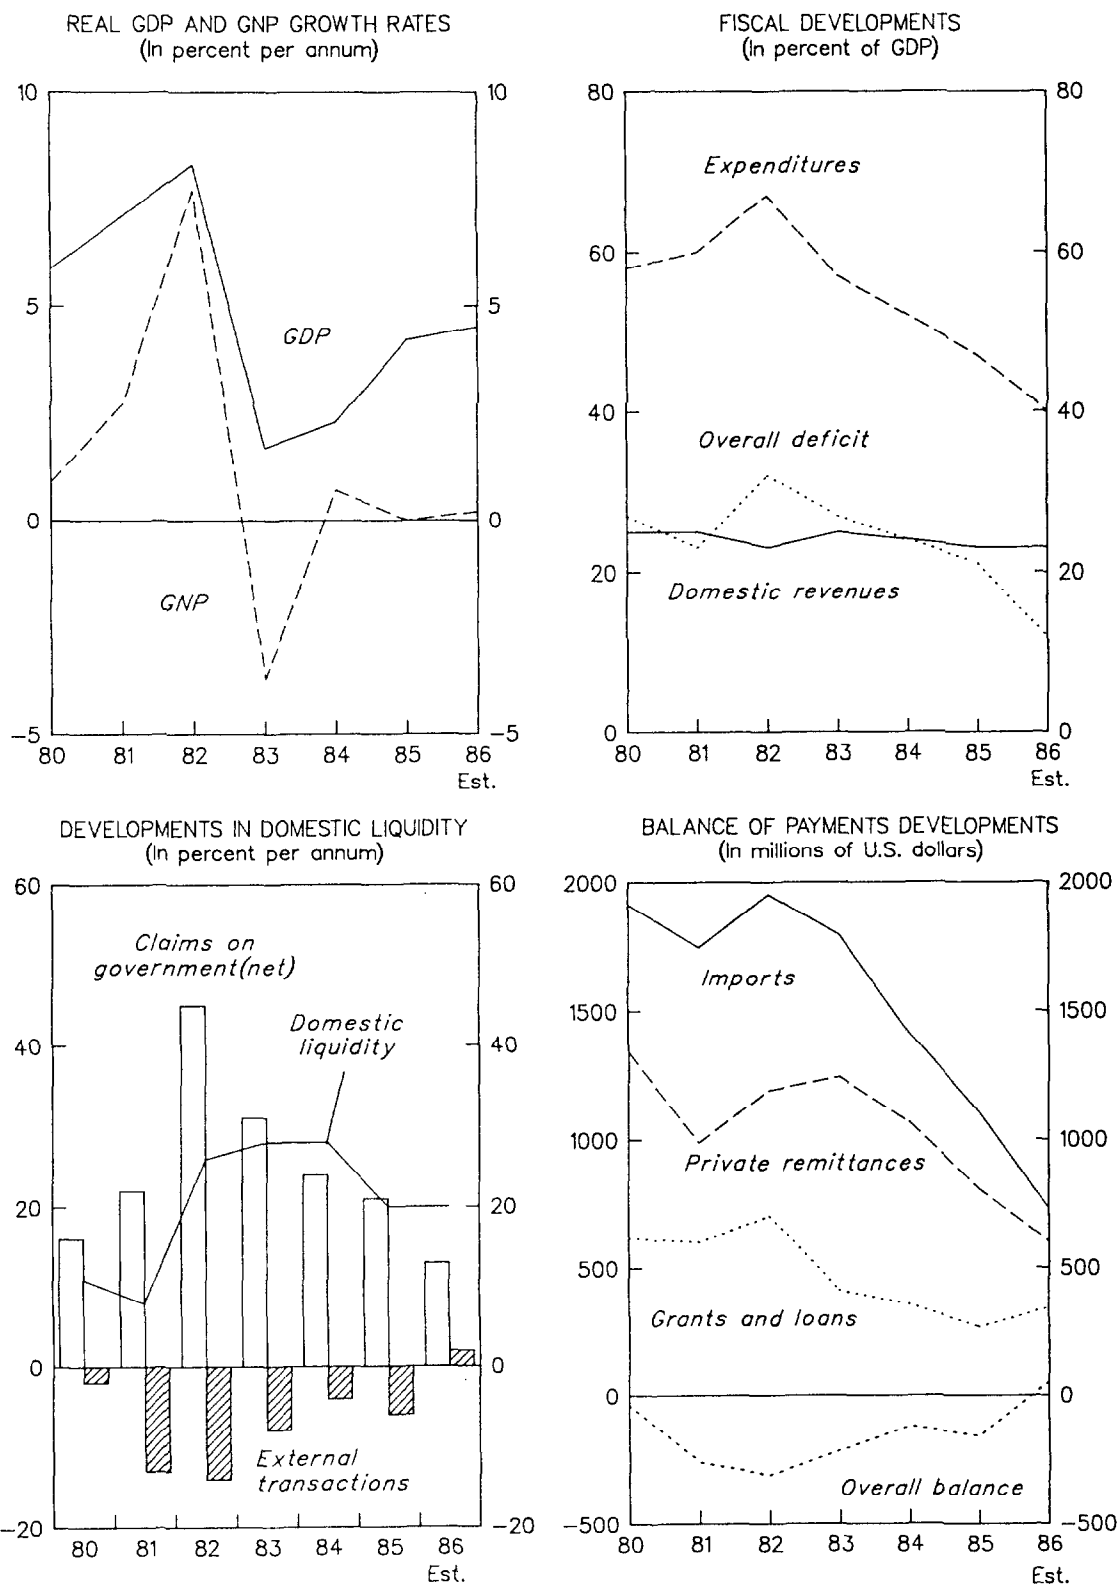 REAL GDP AND GNP GROWTH RATES
(In percent per annum)
10
10
5
5
GDP
0
0
GNP
-5
-5
80 81 82 83 84 85 86
Est.
FISCAL DEVELOPMENTS
(In percent of GDP)
80
80
Expenditures
60
60
40
40
Overall deficit
20
20
Domestic revenues
0
0
80 81 82 83 84 85 86
Est.
DEVELOPMENTS IN DOMESTIC LIQUIDITY
(In percent per annum)
60
60
Claims on
government(net)
Domestic
liquidity
40
40
20
20
0
0
External
transactions
-20
-20
80 81 82 83 84 85 86
Est.
BALANCE OF PAYMENTS DEVELOPMENTS
(In millions of U.S. dollars)
2000
2000
Imports
1500
1500
1000
1000
Private remittances
500
500
Grants and loans
0
0
Overall balance
-500
-500
80 81 82 83 84 85 86
Est.